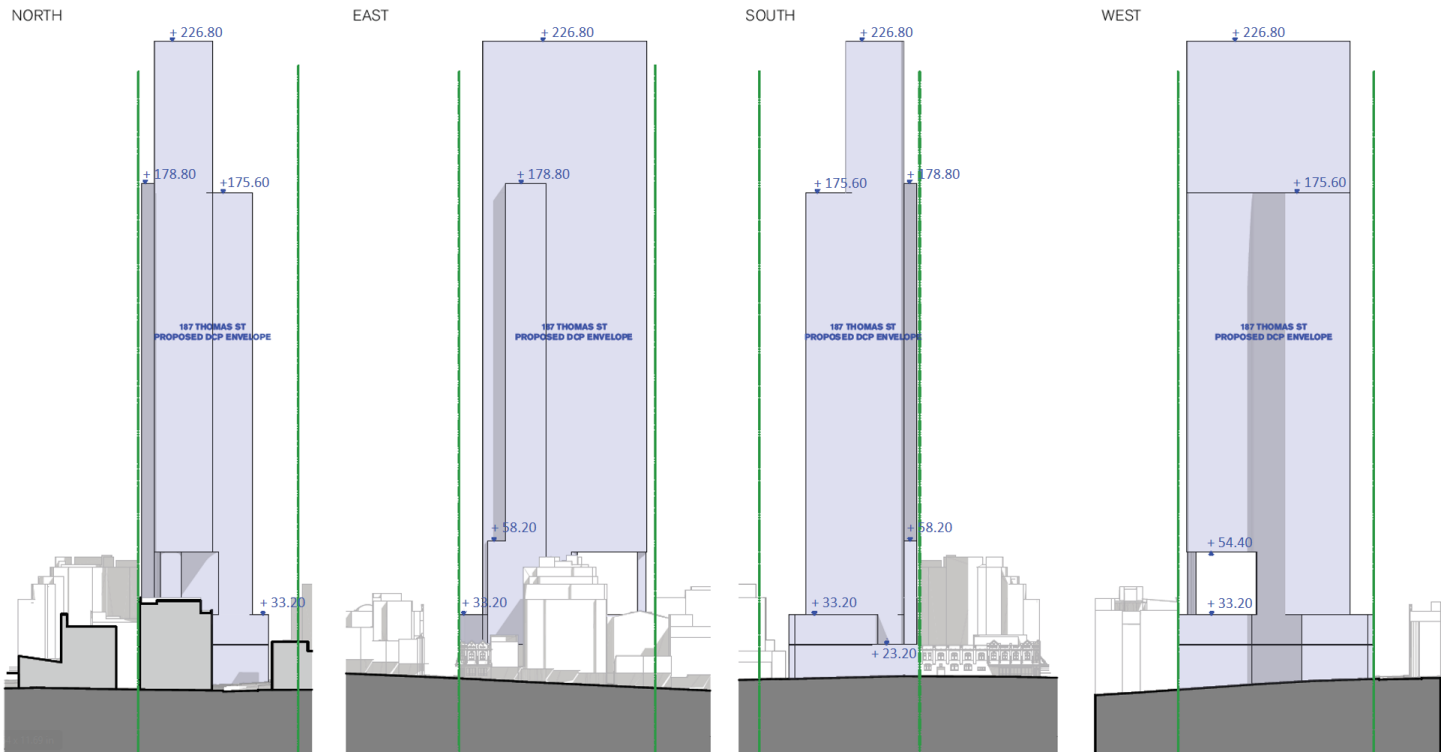 NORTH
+ 226.80
+ 178.80
+175.60
187 THOMAS ST
PROPOSED DCP ENVELOPE
+ 33.20
EAST
+ 226.80
+ 178.80
187 THOMAS ST
PROPOSED DCP ENVELOPE
+ 58.20
+ 33.20
SOUTH
+ 226.80
+ 178.80
+ 175.60
187 THOMAS ST
PROPOSED DCP ENVELOPE
+ 58.20
+ 33.20
+ 23.20
WEST
+ 226.80
+ 175.60
187 THOMAS ST
PROPOSED DCP ENVELOPE
+ 54.40
+ 33.20